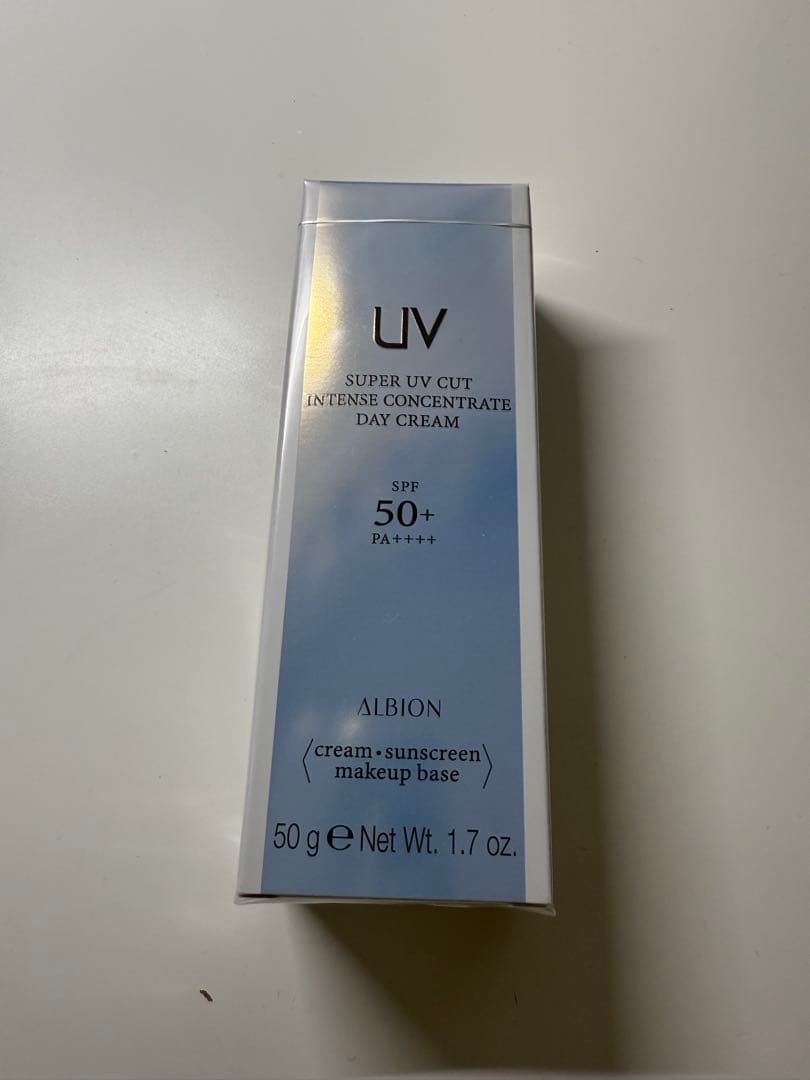 UV
SUPER UV CUT
INTENSE CONCENTRATE
DAY CREAM
SPF
50+
PA++++
ALBION
〈cream・sunscreen
makeup base〉
50 g ℮ Net Wt. 1.7 oz.